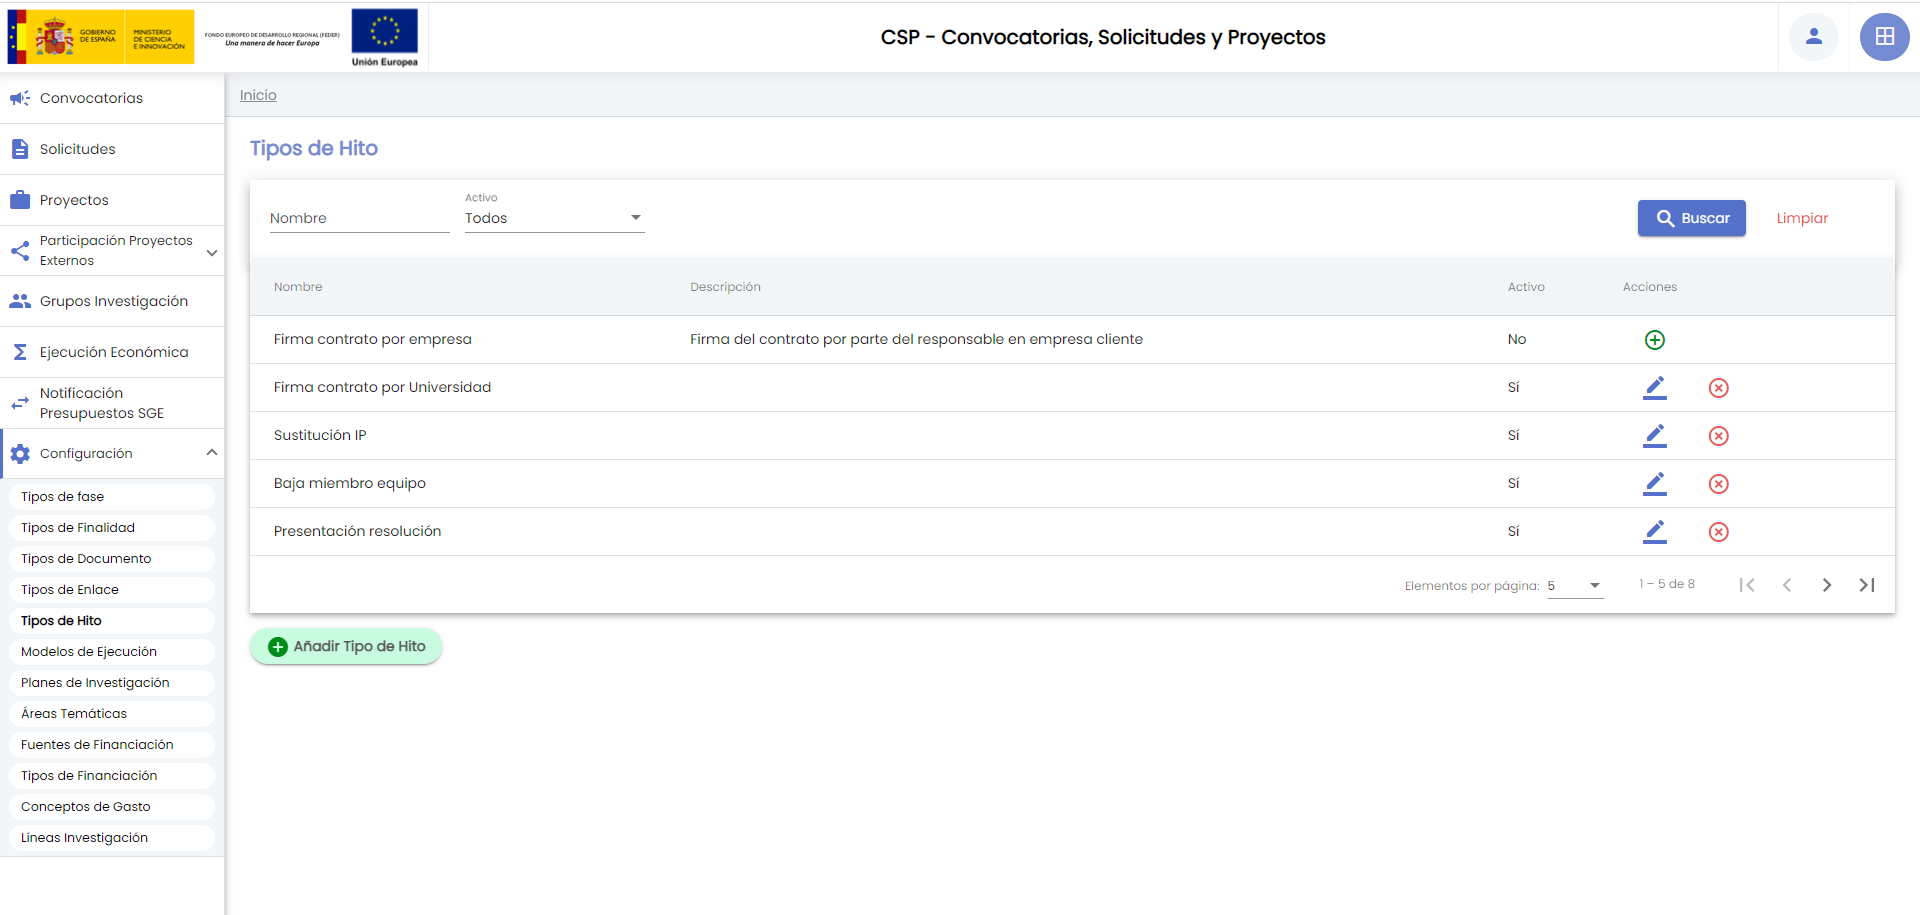 GOBIERNO
DE ESPAÑA
MINISTERIO
DE CIENCIA
E INNOVACIÓN
FONDO EUROPEO DE DESARROLLO REGIONAL (FEDER)
Una manera de hacer Europa
Unión Europea
CSP - Convocatorias, Solicitudes y Proyectos
Convocatorias
Solicitudes
Proyectos
Participación Proyectos
Externos
Grupos Investigación
Ejecución Económica
Notificación
Presupuestos SGE
Configuración
Tipos de fase
Tipos de Finalidad
Tipos de Documento
Tipos de Enlace
Tipos de Hito
Modelos de Ejecución
Planes de Investigación
Áreas Temáticas
Fuentes de Financiación
Tipos de Financiación
Conceptos de Gasto
Líneas Investigación
Inicio
Tipos de Hito
Nombre
Activo
Todos
Buscar
Limpiar
Nombre Descripción Activo Acciones
Firma contrato por empresa Firma del contrato por parte del responsable en empresa cliente No
Firma contrato por Universidad Sí
Sustitución IP Sí
Baja miembro equipo Sí
Presentación resolución Sí
Elementos por página: 5 1 – 5 de 8
Añadir Tipo de Hito